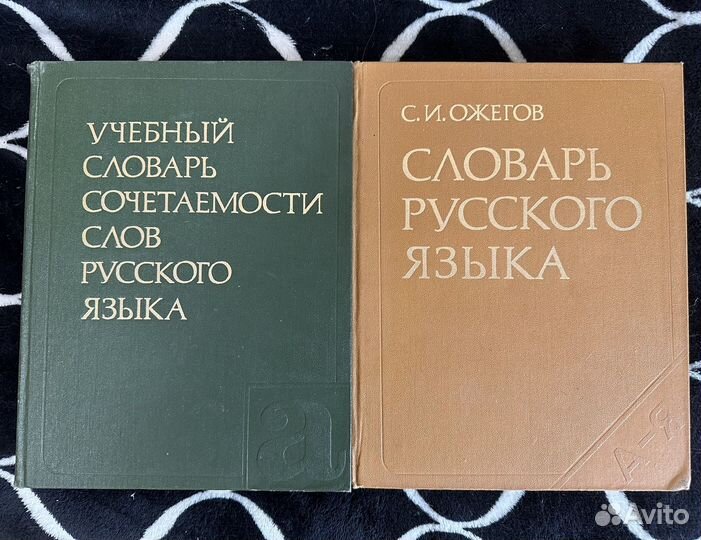 УЧЕБНЫЙ
СЛОВАРЬ
СОЧЕТАЕМОСТИ
СЛОВ
РУССКОГО
ЯЗЫКА
а
С. И. ОЖЕГОВ
СЛОВАРЬ
РУССКОГО
ЯЗЫКА
А-Я
Avito